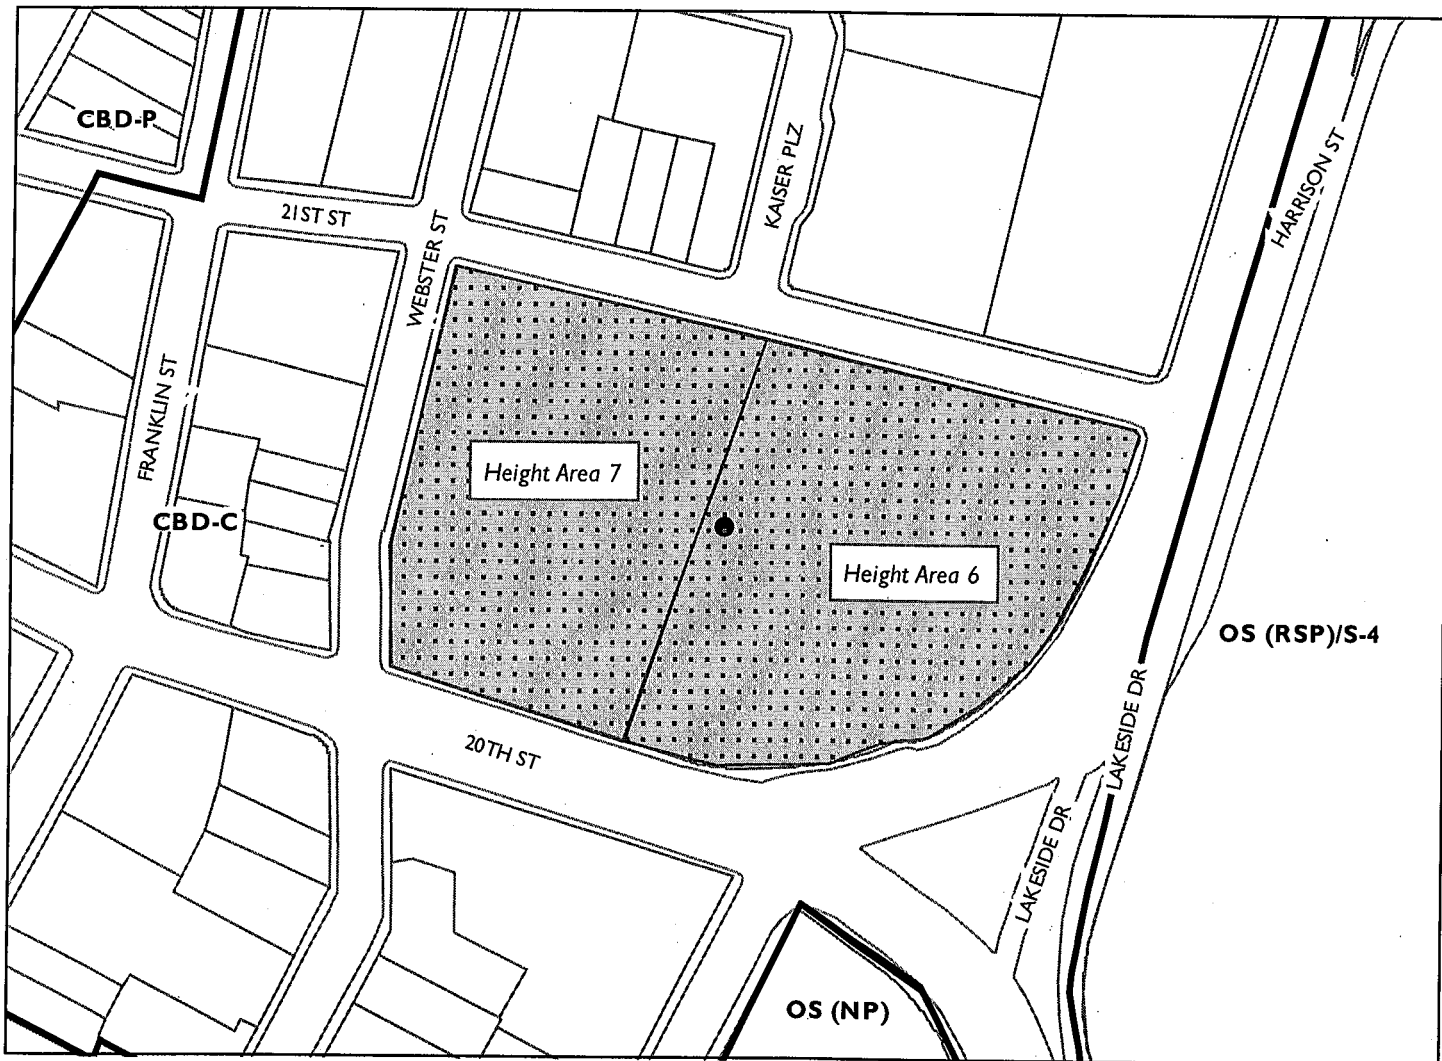 CBD-P
KAISER PLZ
HARRISON ST
21ST ST
WEBSTER ST
FRANKLIN ST
Height Area 7
CBD-C
Height Area 6
OS (RSP)/S-4
LAKESIDE DR
20TH ST
LAKESIDE DR
OS (NP)